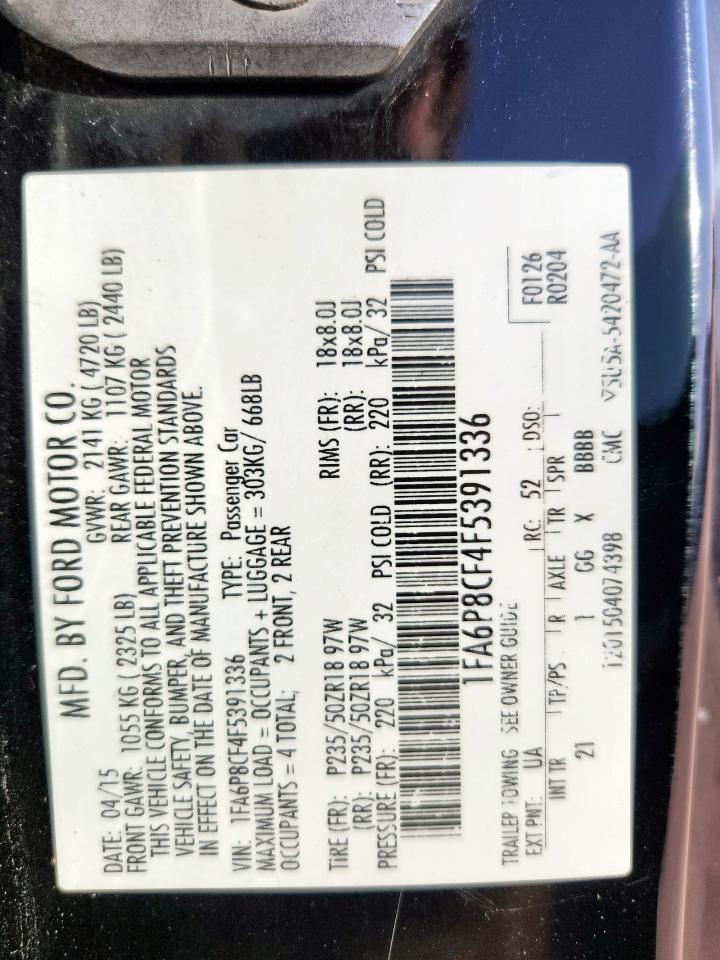 MFD. BY FORD MOTOR CO.
DATE: 04/15 GVWR: 2141 KG ( 4720 LB)
FRONT GAWR: 1055 KG ( 2325 LB) REAR GAWR: 1107 KG ( 2440 LB)
THIS VEHICLE CONFORMS TO ALL APPLICABLE FEDERAL MOTOR
VEHICLE SAFETY, BUMPER, AND THEFT PREVENTION STANDARDS
IN EFFECT ON THE DATE OF MANUFACTURE SHOWN ABOVE.
VIN: 1FA6P8CF4F5391336 TYPE: Passenger Car
MAXIMUM LOAD = OCCUPANTS + LUGGAGE = 303KG/ 668LB
OCCUPANTS = 4 TOTAL; 2 FRONT, 2 REAR
TIRE (FR): P235/50ZR18 97W RIMS (FR): 18x8.0J
(RR): P235/50ZR18 97W (RR): 18x8.0J
PRESSURE (FR): 220 kPa/ 32 PSI COLD (RR): 220 kPa/ 32 PSI COLD
1FA6P8CF4F5391336
TRAILER TOWING SEE OWNER GUIDE F0126
EXT PNT: UA RC: 52 DSO: R0204
INT TR TP/PS R AXLE TR SPR
21 1 GG X BBBB
CMC